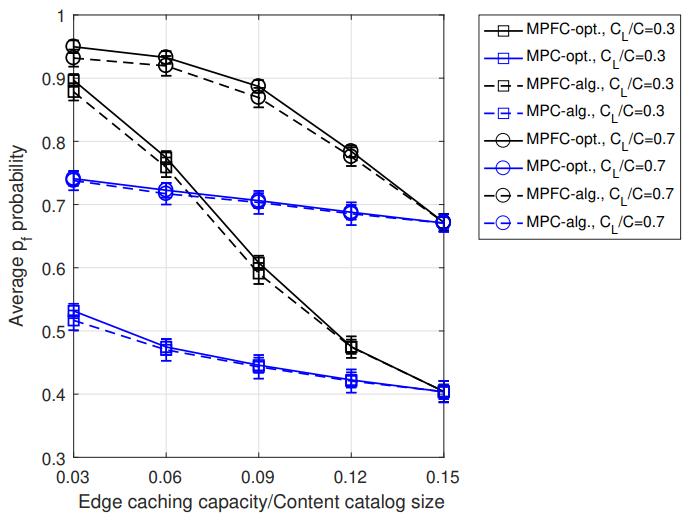 1
0.9
0.8
0.7
0.6
0.5
0.4
0.3
0.03
0.06
0.09
0.12
0.15
Average p_f probability
Edge caching capacity/Content catalog size
MPFC-opt., C_L/C=0.3
MPC-opt., C_L/C=0.3
MPFC-alg., C_L/C=0.3
MPC-alg., C_L/C=0.3
MPFC-opt., C_L/C=0.7
MPC-opt., C_L/C=0.7
MPFC-alg., C_L/C=0.7
MPC-alg., C_L/C=0.7